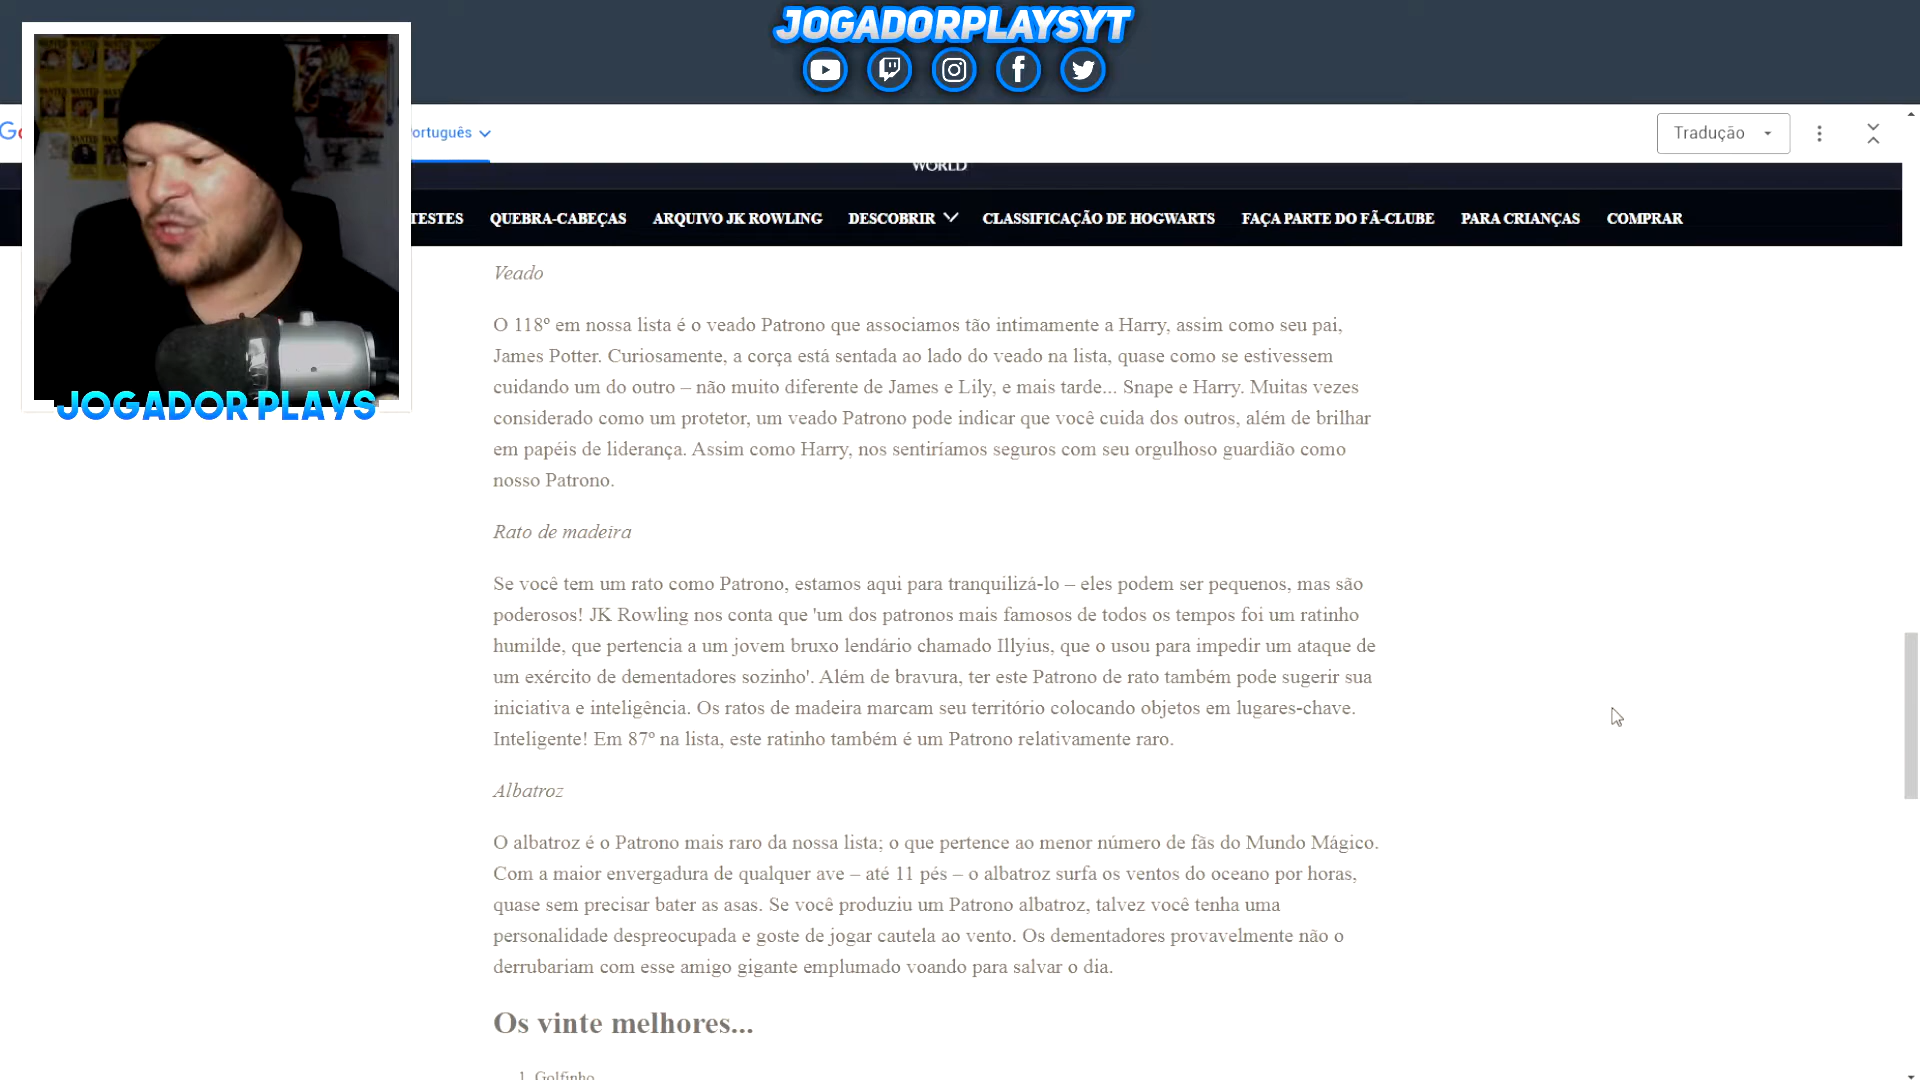 JOGADORPLAYSYT
ortuguês
Tradução
WORLD
TESTES QUEBRA-CABEÇAS ARQUIVO JK ROWLING DESCOBRIR CLASSIFICAÇÃO DE HOGWARTS FAÇA PARTE DO FÃ-CLUBE PARA CRIANÇAS COMPRAR
JOGADOR PLAYS
Veado
O 118º em nossa lista é o veado Patrono que associamos tão intimamente a Harry, assim como seu pai,
James Potter. Curiosamente, a corça está sentada ao lado do veado na lista, quase como se estivessem
cuidando um do outro – não muito diferente de James e Lily, e mais tarde... Snape e Harry. Muitas vezes
considerado como um protetor, um veado Patrono pode indicar que você cuida dos outros, além de brilhar
em papéis de liderança. Assim como Harry, nos sentiríamos seguros com seu orgulhoso guardião como
nosso Patrono.
Rato de madeira
Se você tem um rato como Patrono, estamos aqui para tranquilizá-lo – eles podem ser pequenos, mas são
poderosos! JK Rowling nos conta que 'um dos patronos mais famosos de todos os tempos foi um ratinho
humilde, que pertencia a um jovem bruxo lendário chamado Illyius, que o usou para impedir um ataque de
um exército de dementadores sozinho'. Além de bravura, ter este Patrono de rato também pode sugerir sua
iniciativa e inteligência. Os ratos de madeira marcam seu território colocando objetos em lugares-chave.
Inteligente! Em 87º na lista, este ratinho também é um Patrono relativamente raro.
Albatroz
O albatroz é o Patrono mais raro da nossa lista; o que pertence ao menor número de fãs do Mundo Mágico.
Com a maior envergadura de qualquer ave – até 11 pés – o albatroz surfa os ventos do oceano por horas,
quase sem precisar bater as asas. Se você produziu um Patrono albatroz, talvez você tenha uma
personalidade despreocupada e goste de jogar cautela ao vento. Os dementadores provavelmente não o
derrubariam com esse amigo gigante emplumado voando para salvar o dia.
Os vinte melhores...
1. Golfinho